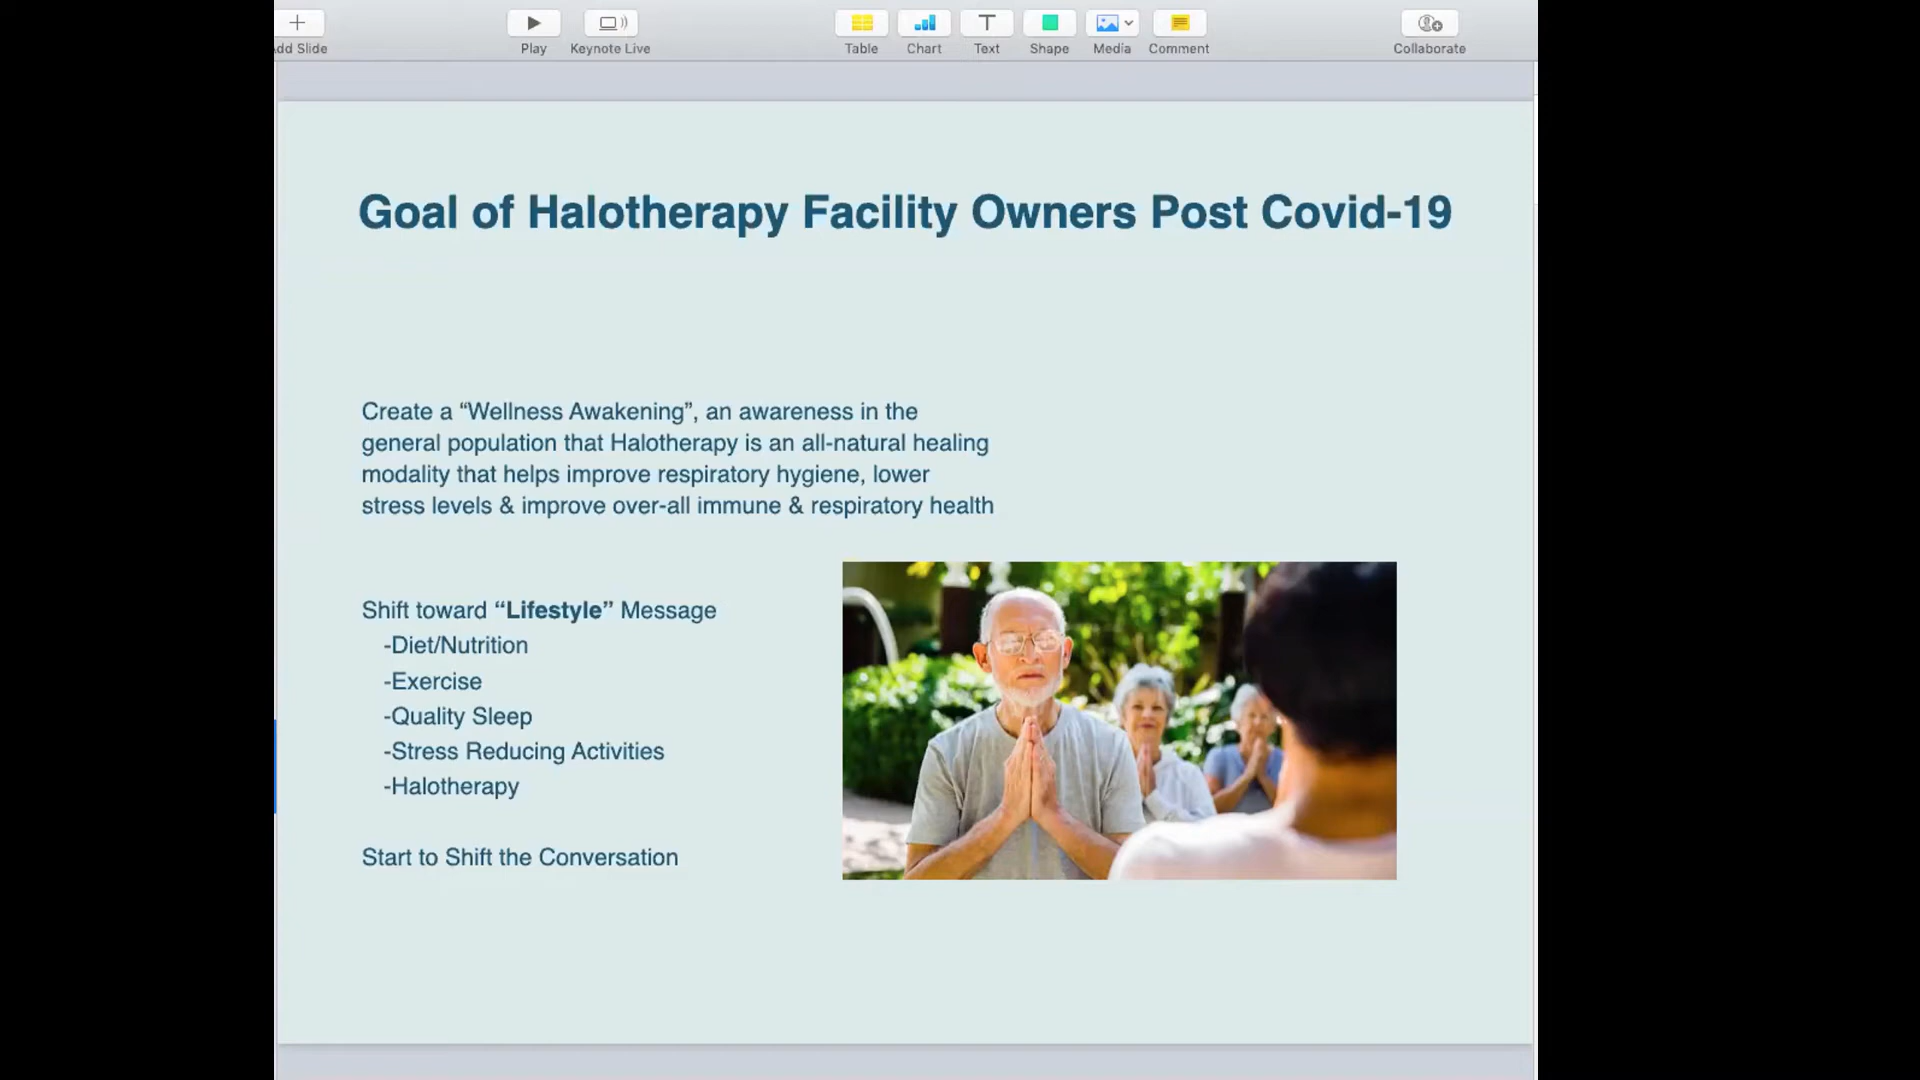 Add Slide
Play
Keynote Live
Table
Chart
Text
Shape
Media
Comment
Collaborate
Goal of Halotherapy Facility Owners Post Covid-19
Create a “Wellness Awakening”, an awareness in the
general population that Halotherapy is an all-natural healing
modality that helps improve respiratory hygiene, lower
stress levels & improve over-all immune & respiratory health
Shift toward “Lifestyle” Message
-Diet/Nutrition
-Exercise
-Quality Sleep
-Stress Reducing Activities
-Halotherapy
Start to Shift the Conversation